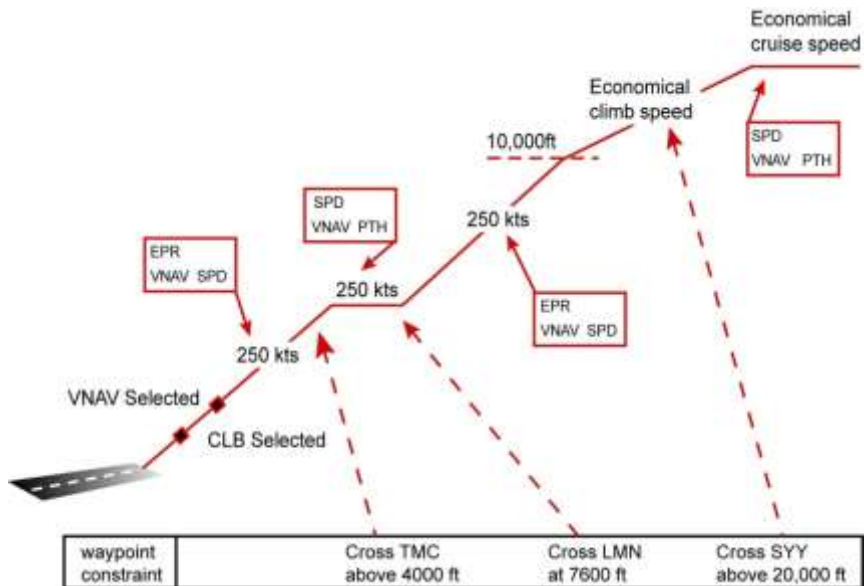 Economical
cruise speed
Economical
climb speed
10,000ft
SPD
VNAV PTH
SPD
VNAV PTH
250 kts
EPR
VNAV SPD
250 kts
EPR
VNAV SPD
250 kts
VNAV Selected
CLB Selected
waypoint
constraint
Cross TMC
above 4000 ft
Cross LMN
at 7600 ft
Cross SYY
above 20,000 ft